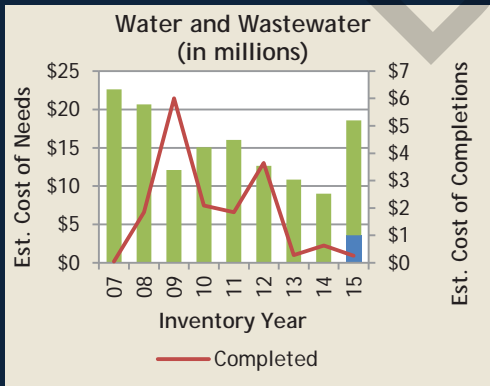 Water and Wastewater
(in millions)
Est. Cost of Needs
$25
$20
$15
$10
$5
$0
$7
$6
$5
$4
$3
$2
$1
$0
Est. Cost of Completions
07 08 09 10 11 12 13 14 15
Inventory Year
Completed